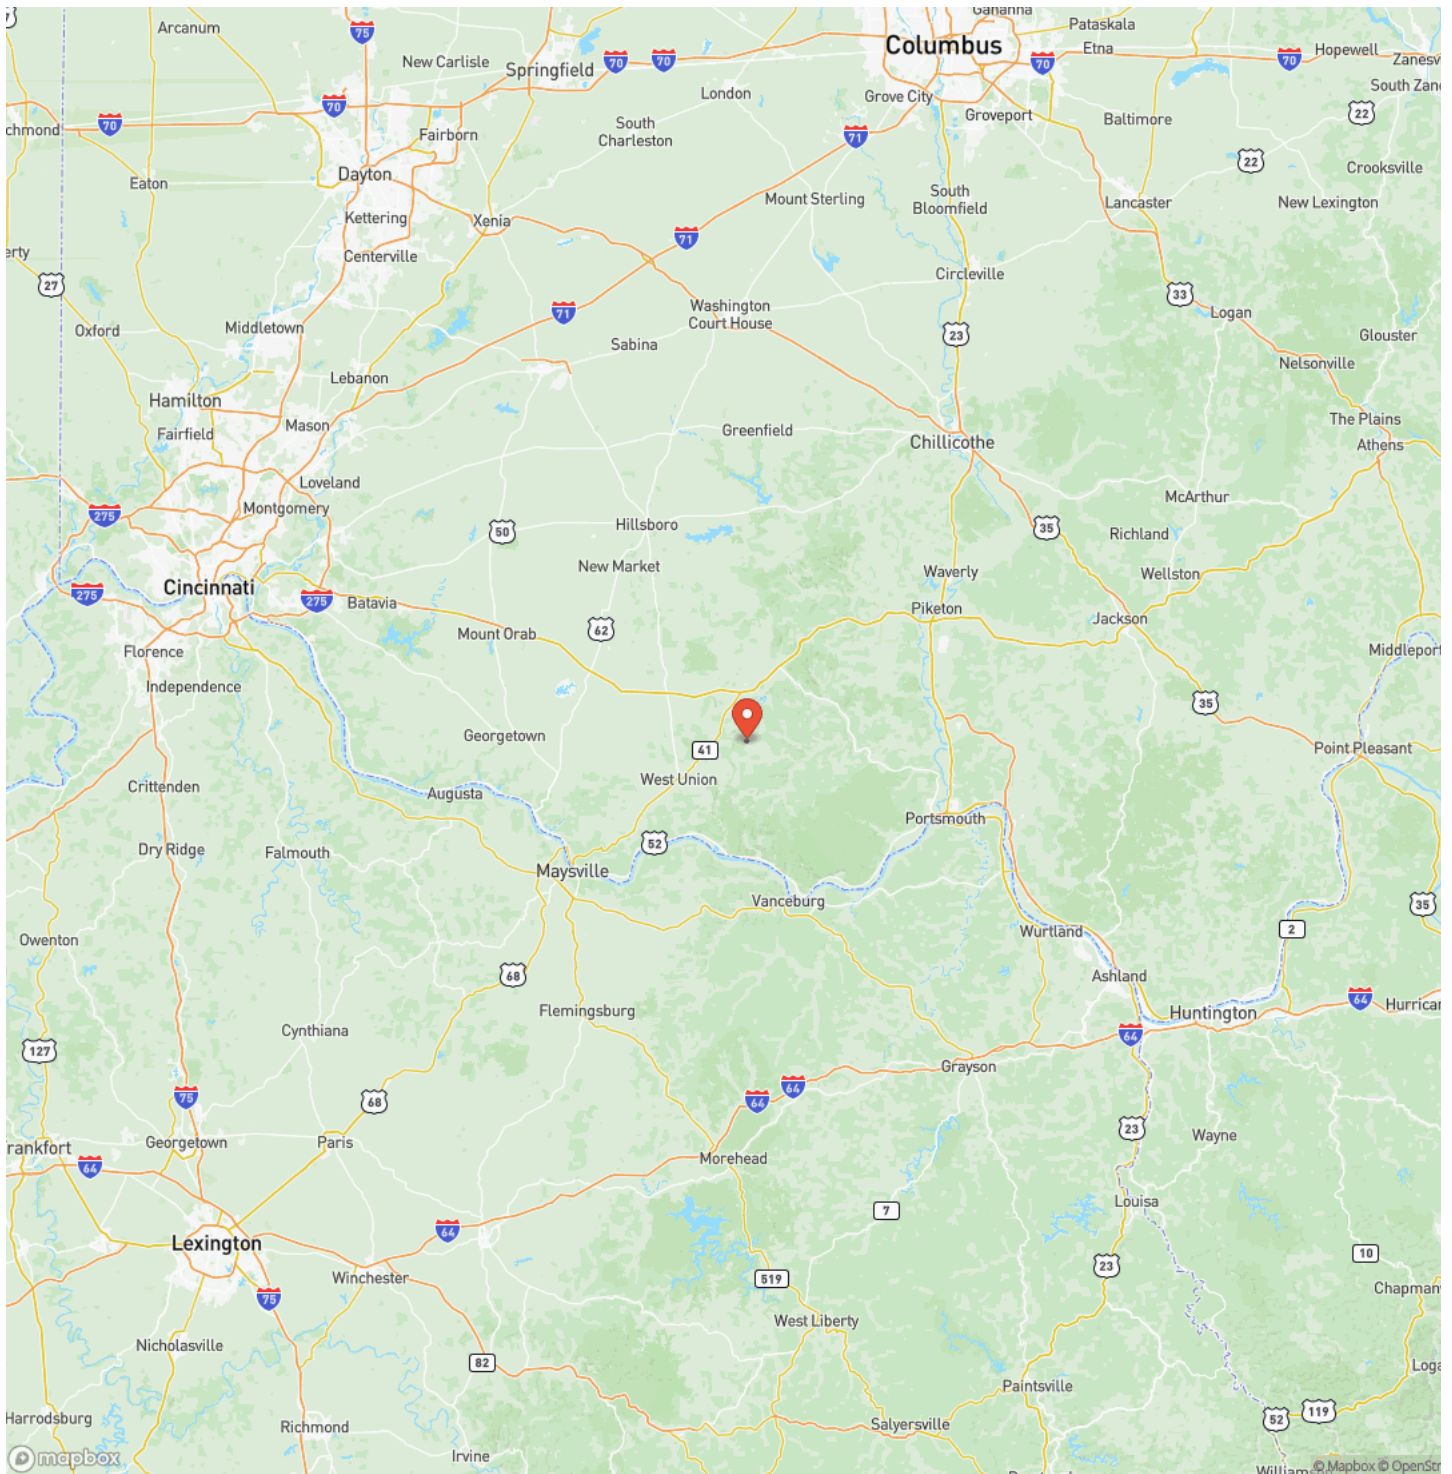 Arcanum
75
Gahanna
Pataskala
Columbus
Etna
Hopewell
New Carlisle
Springfield
70
70
70
70
Zanesv
London
Grove City
South Zane
70
70
Groveport
Baltimore
22
chmond
Fairborn
South
Charleston
71
22
Crooksville
Dayton
Eaton
South
Bloomfield
Mount Sterling
Lancaster
New Lexington
Kettering
Xenia
71
erty
Centerville
Circleville
27
33
Washington
Court House
Logan
71
Oxford
Middletown
23
Glouster
Sabina
Nelsonville
Lebanon
Hamilton
Mason
The Plains
Fairfield
Greenfield
Chillicothe
Athens
Loveland
McArthur
Montgomery
275
50
Hillsboro
35
Richland
New Market
Waverly
Wellston
Cincinnati
275
275
Batavia
Piketon
Jackson
62
Mount Orab
Florence
Middleport
Independence
35
Georgetown
41
Point Pleasant
West Union
Crittenden
Augusta
Portsmouth
52
Dry Ridge
Falmouth
Maysville
Vanceburg
35
Owenton
Wurtland
2
68
Ashland
64
Hurrican
Flemingsburg
Huntington
Cynthiana
64
127
Grayson
64
64
75
68
23
Georgetown
Paris
Wayne
rankfort
64
Morehead
Louisa
7
64
Lexington
10
23
Winchester
519
75
Chapman
West Liberty
Nicholasville
82
Loga
Paintsville
Harrodsburg
52
119
Richmond
Salyersville
Irvine
mapbox
Williams
© Mapbox © OpenStr